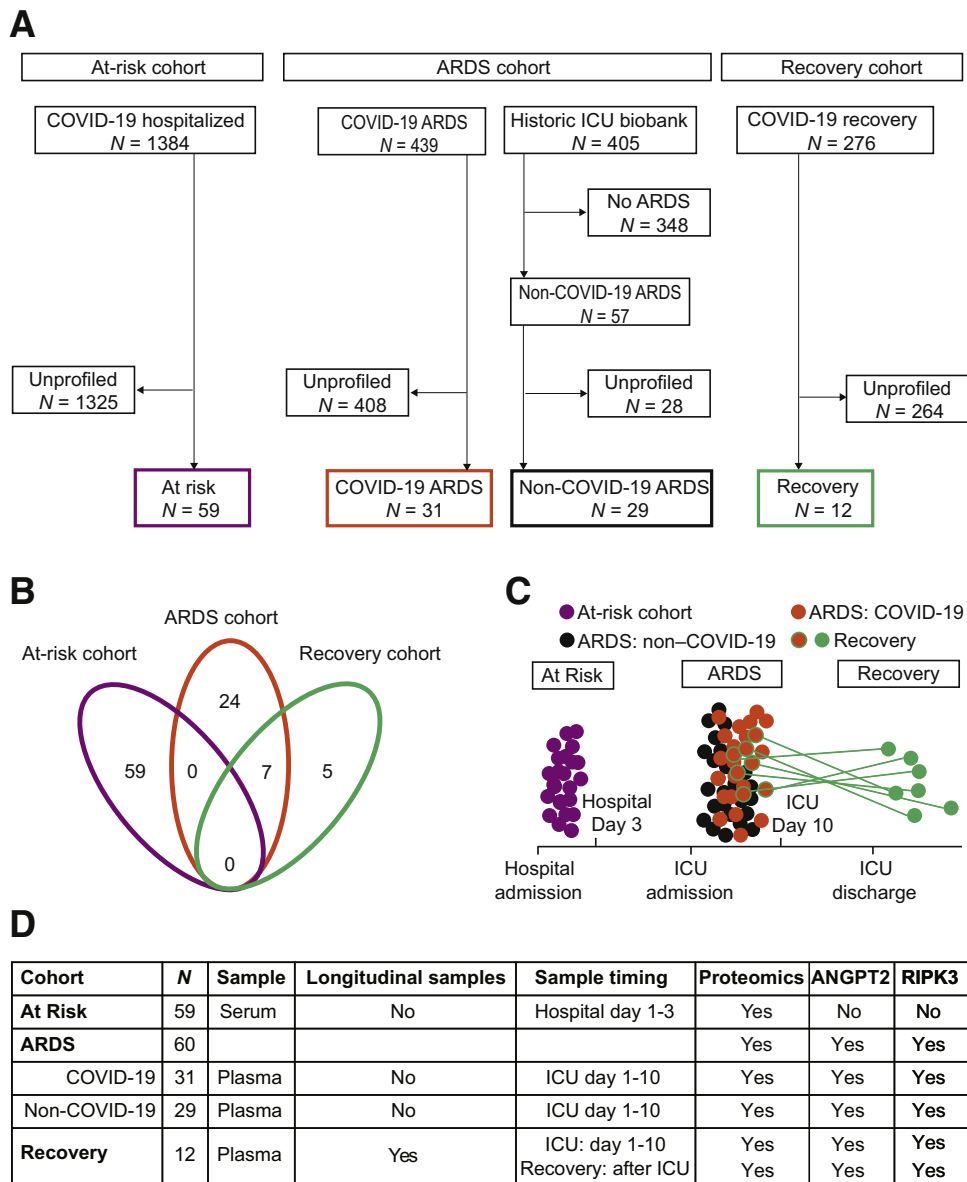 A
At-risk cohort
ARDS cohort
Recovery cohort
COVID-19 hospitalized
N = 1384
COVID-19 ARDS
N = 439
Historic ICU biobank
N = 405
COVID-19 recovery
N = 276
No ARDS
N = 348
Non-COVID-19 ARDS
N = 57
Unprofiled
N = 1325
Unprofiled
N = 408
Unprofiled
N = 28
Unprofiled
N = 264
At risk
N = 59
COVID-19 ARDS
N = 31
Non-COVID-19 ARDS
N = 29
Recovery
N = 12
B
ARDS cohort
At-risk cohort
Recovery cohort
24
59
0
7
5
0
C
At-risk cohort
ARDS: COVID-19
ARDS: non–COVID-19
Recovery
At Risk
ARDS
Recovery
Hospital
Day 3
ICU
Day 10
Hospital
admission
ICU
admission
ICU
discharge
D
Cohort N Sample Longitudinal samples Sample timing Proteomics ANGPT2 RIPK3
At Risk 59 Serum No Hospital day 1-3 Yes No No
ARDS 60 Yes Yes Yes
COVID-19 31 Plasma No ICU day 1-10 Yes Yes Yes
Non-COVID-19 29 Plasma No ICU day 1-10 Yes Yes Yes
Recovery 12 Plasma Yes ICU: day 1-10 Yes Yes Yes
Recovery: after ICU Yes Yes Yes